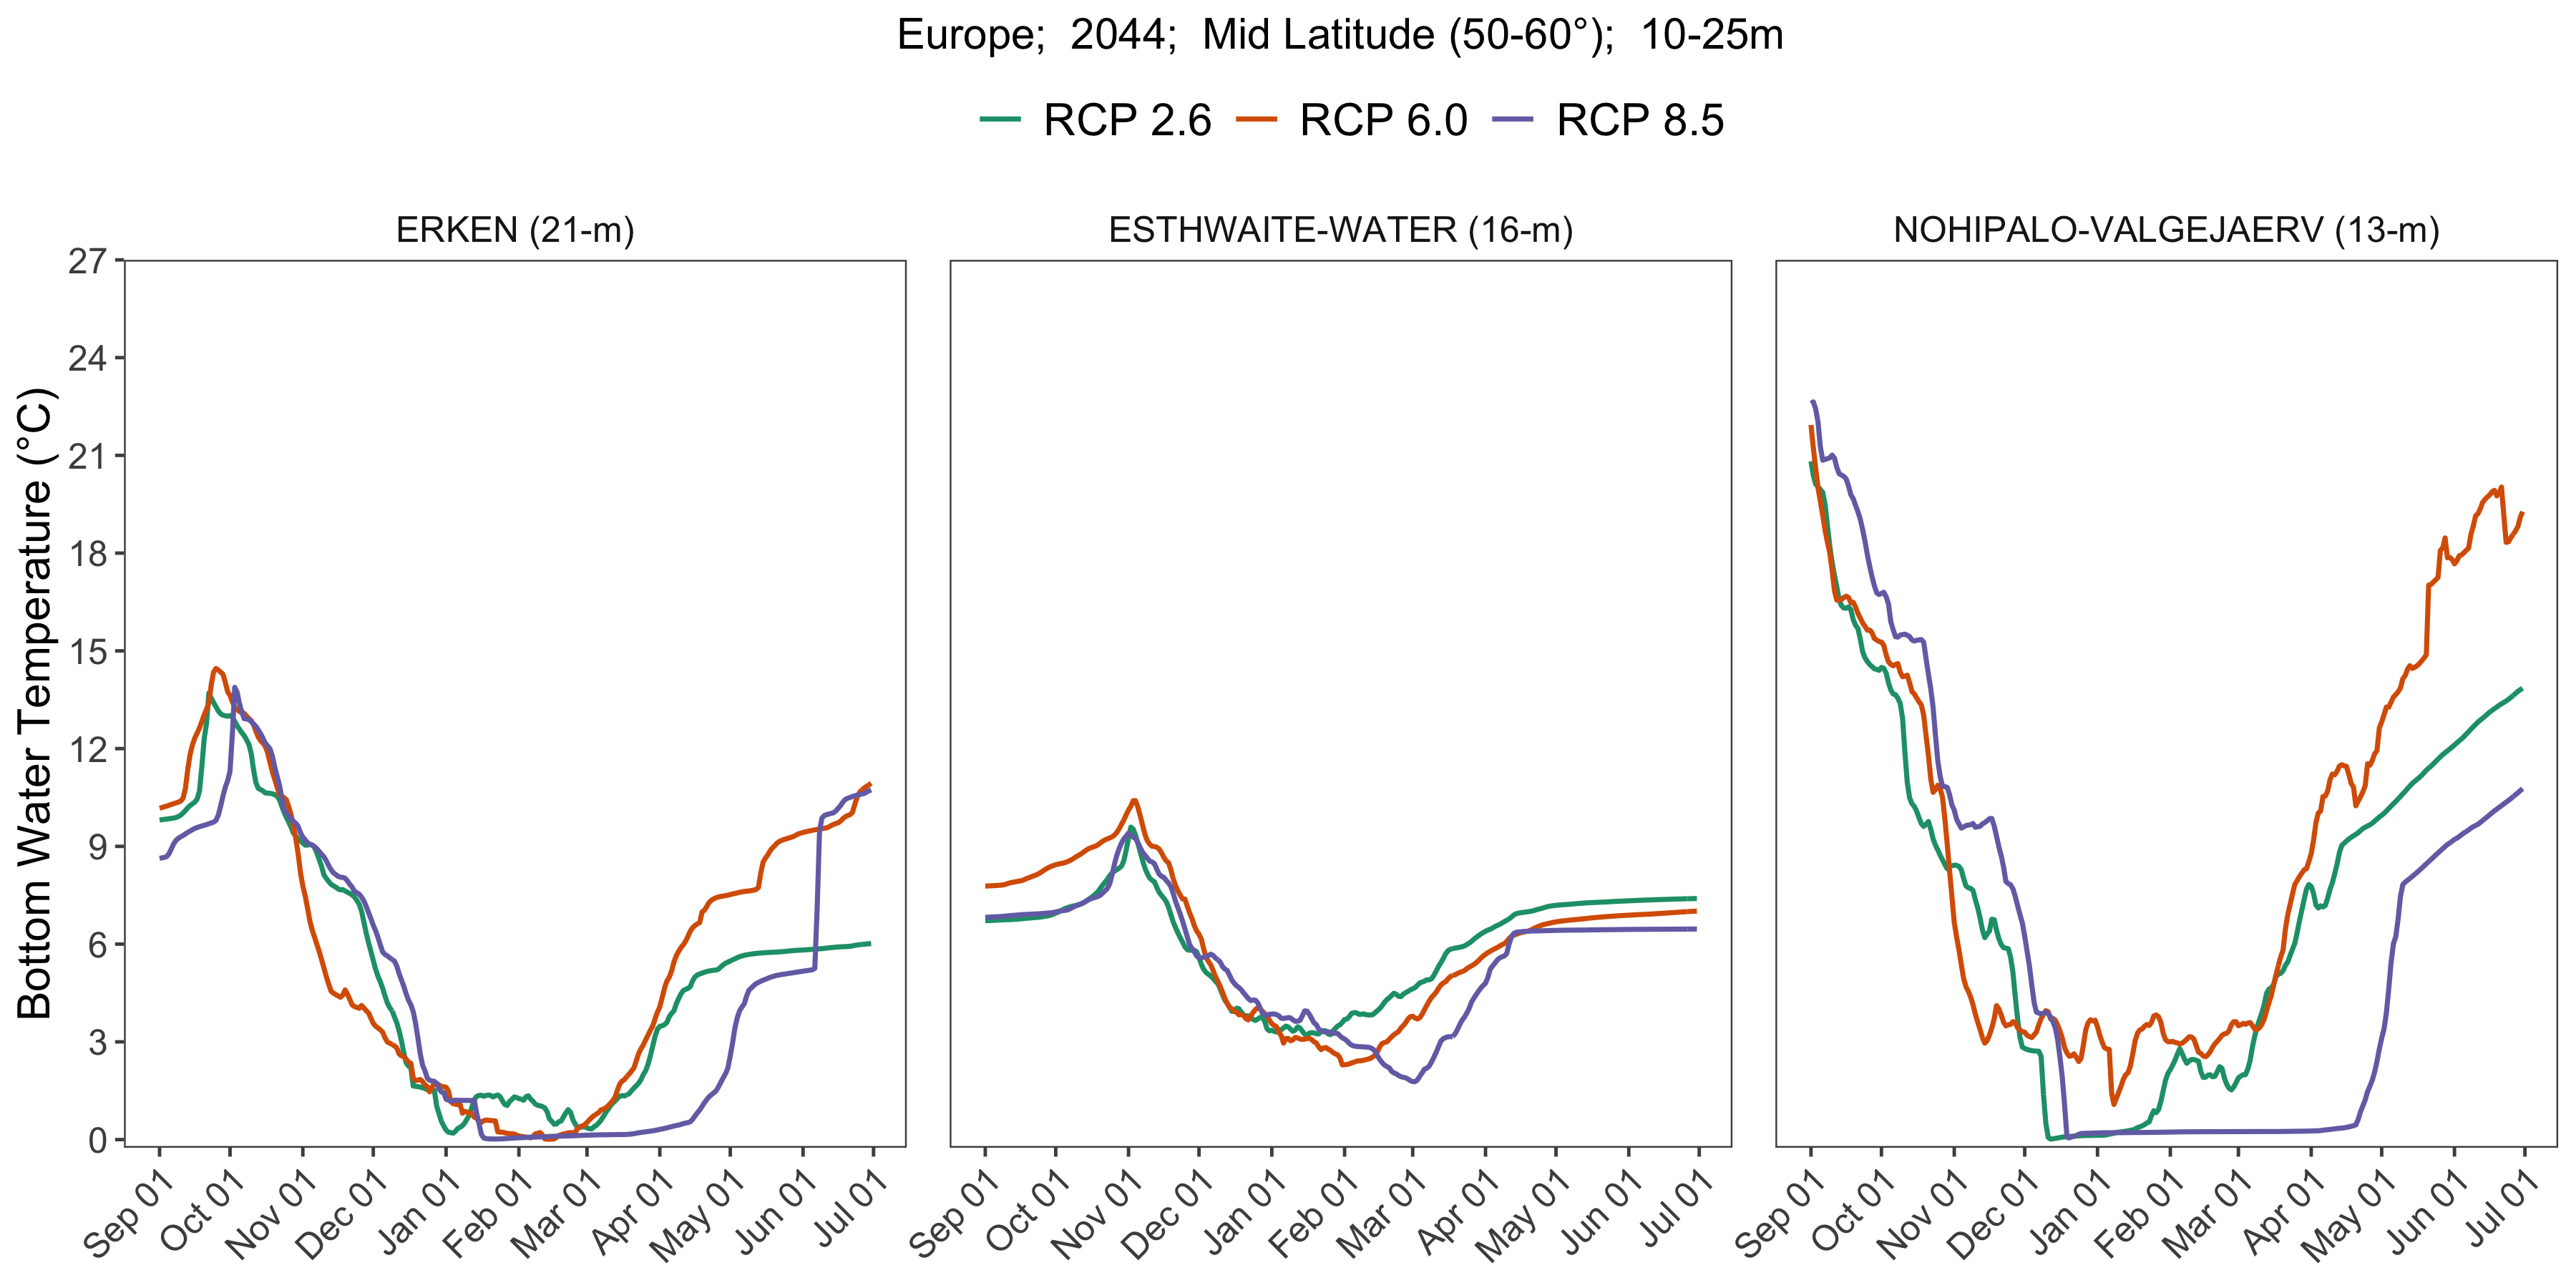 Europe;  2044;  Mid Latitude (50-60°);  10-25m
RCP 2.6 RCP 6.0 RCP 8.5
ERKEN (21-m) ESTHWAITE-WATER (16-m) NOHIPALO-VALGEJAERV (13-m)
Bottom Water Temperature (°C)
27
24
21
18
15
12
9
6
3
0
Sep 01 Oct 01 Nov 01 Dec 01 Jan 01 Feb 01 Mar 01 Apr 01 May 01 Jun 01 Jul 01
Sep 01 Oct 01 Nov 01 Dec 01 Jan 01 Feb 01 Mar 01 Apr 01 May 01 Jun 01 Jul 01
Sep 01 Oct 01 Nov 01 Dec 01 Jan 01 Feb 01 Mar 01 Apr 01 May 01 Jun 01 Jul 01